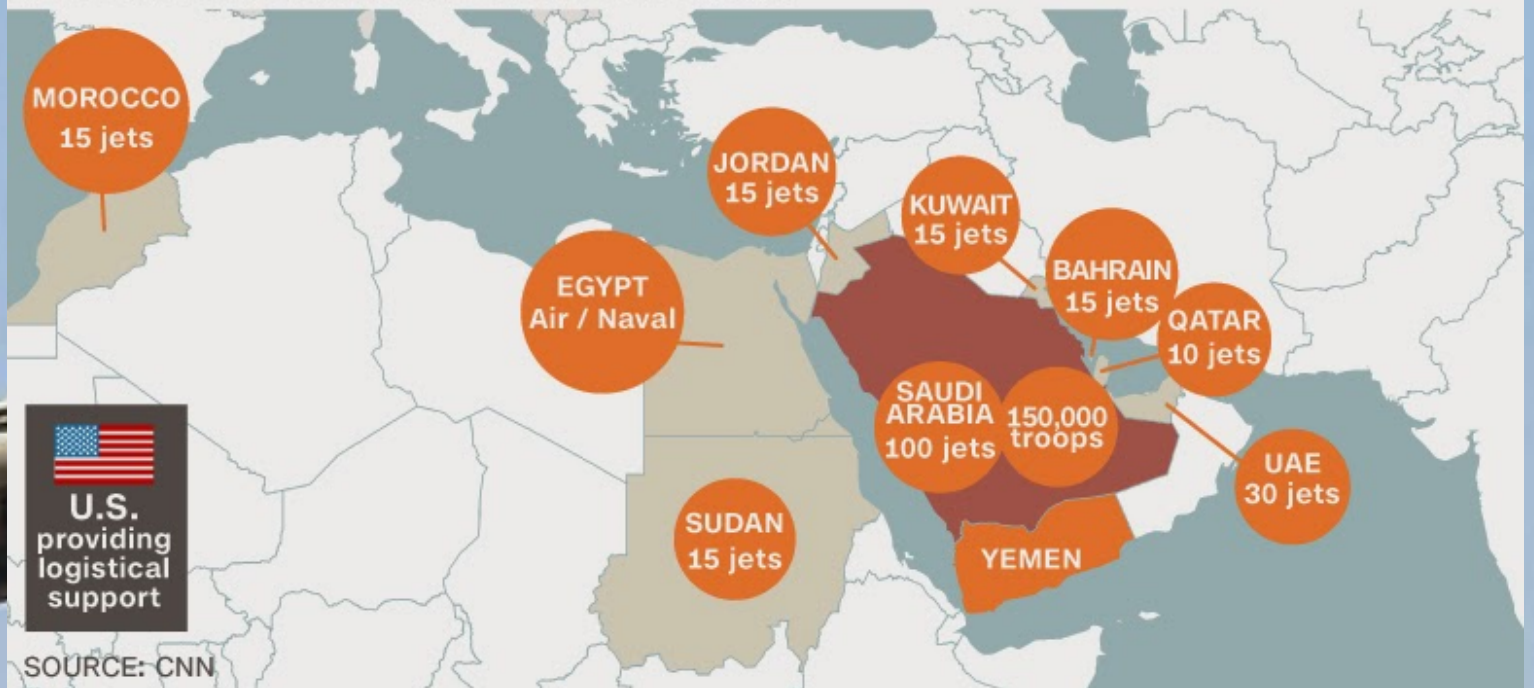 MOROCCO
15 jets
JORDAN
15 jets
KUWAIT
15 jets
BAHRAIN
15 jets
QATAR
10 jets
EGYPT
Air / Naval
SAUDI
ARABIA
100 jets
150,000
troops
UAE
30 jets
SUDAN
15 jets
YEMEN
U.S.
providing
logistical
support
SOURCE: CNN